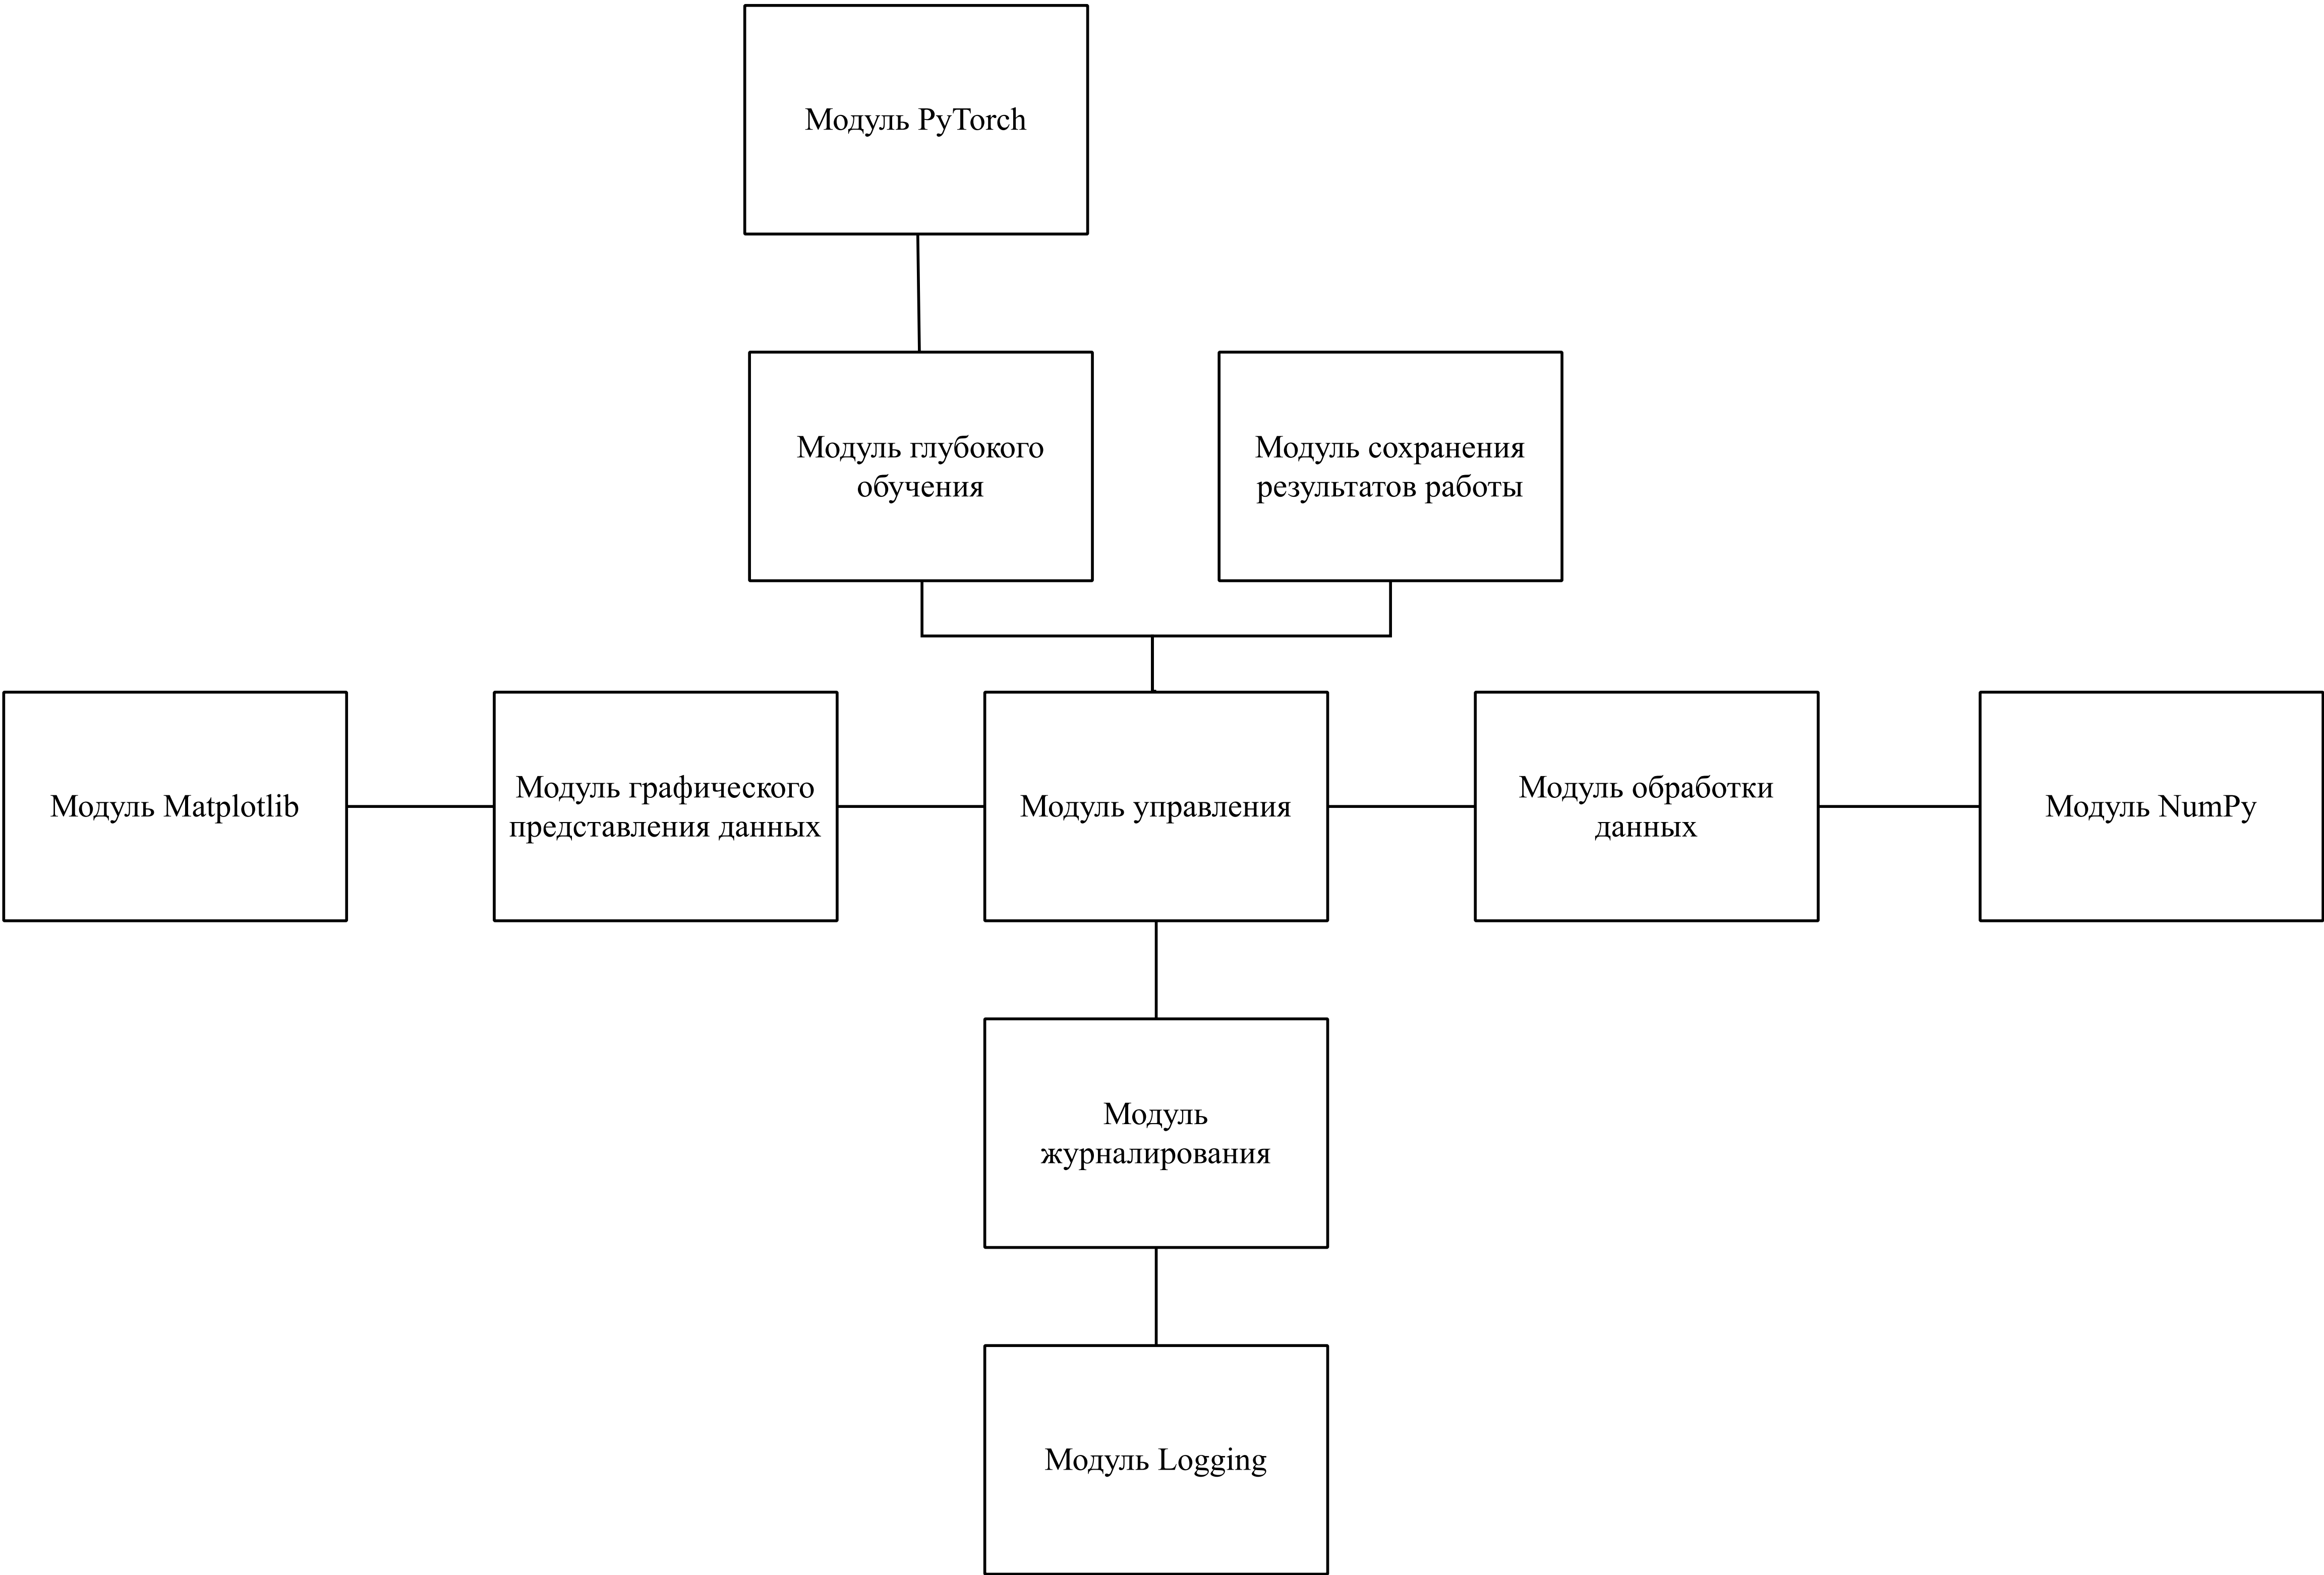 Модуль PyTorch
Модуль глубокого
обучения
Модуль сохранения
результатов работы
Модуль Matplotlib
Модуль графического
представления данных
Модуль управления
Модуль обработки
данных
Модуль NumPy
Модуль
журналирования
Модуль Logging